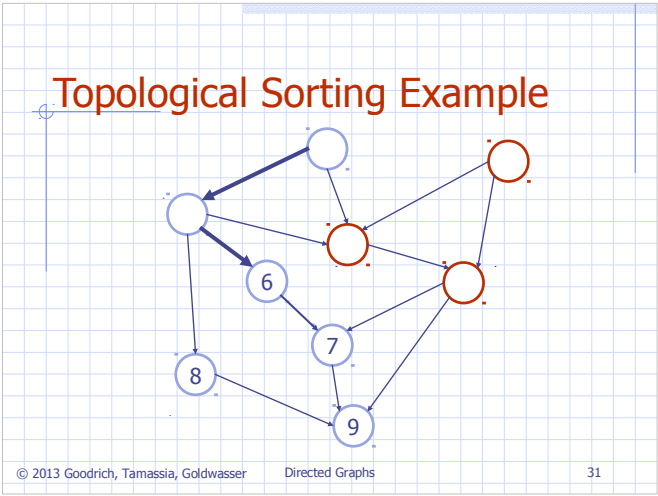 Topological Sorting Example
6
7
8
9
© 2013 Goodrich, Tamassia, Goldwasser
Directed Graphs
31